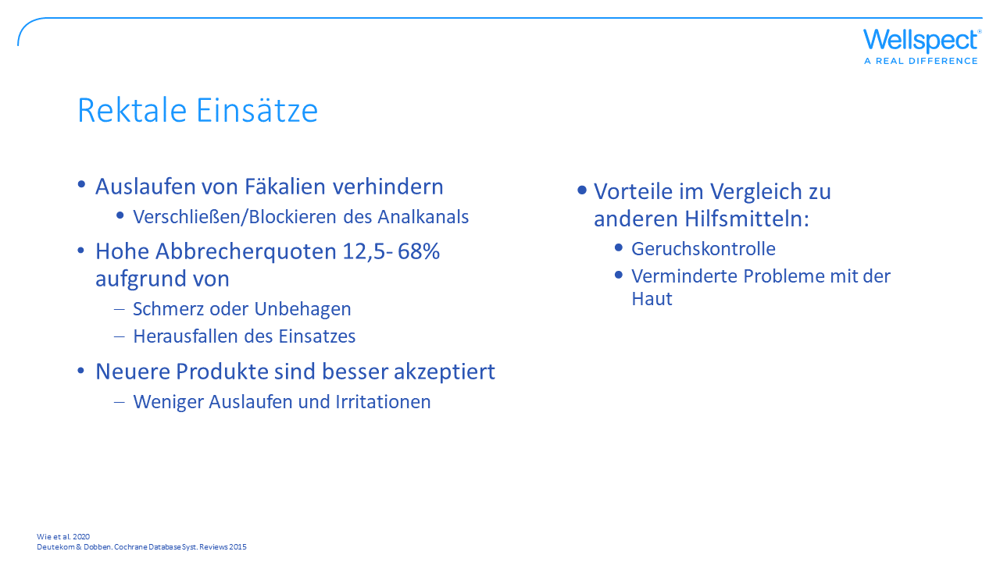 Wellspect®
A REAL DIFFERENCE
Rektale Einsätze
• Auslaufen von Fäkalien verhindern
• Verschließen/Blockieren des Analkanals
• Hohe Abbrecherquoten 12,5- 68%
aufgrund von
– Schmerz oder Unbehagen
– Herausfallen des Einsatzes
• Neuere Produkte sind besser akzeptiert
– Weniger Auslaufen und Irritationen
• Vorteile im Vergleich zu
anderen Hilfsmitteln:
• Geruchskontrolle
• Verminderte Probleme mit der
Haut
Wie et al. 2020
Deutekom & Dobben. Cochrane Database Syst. Reviews 2015